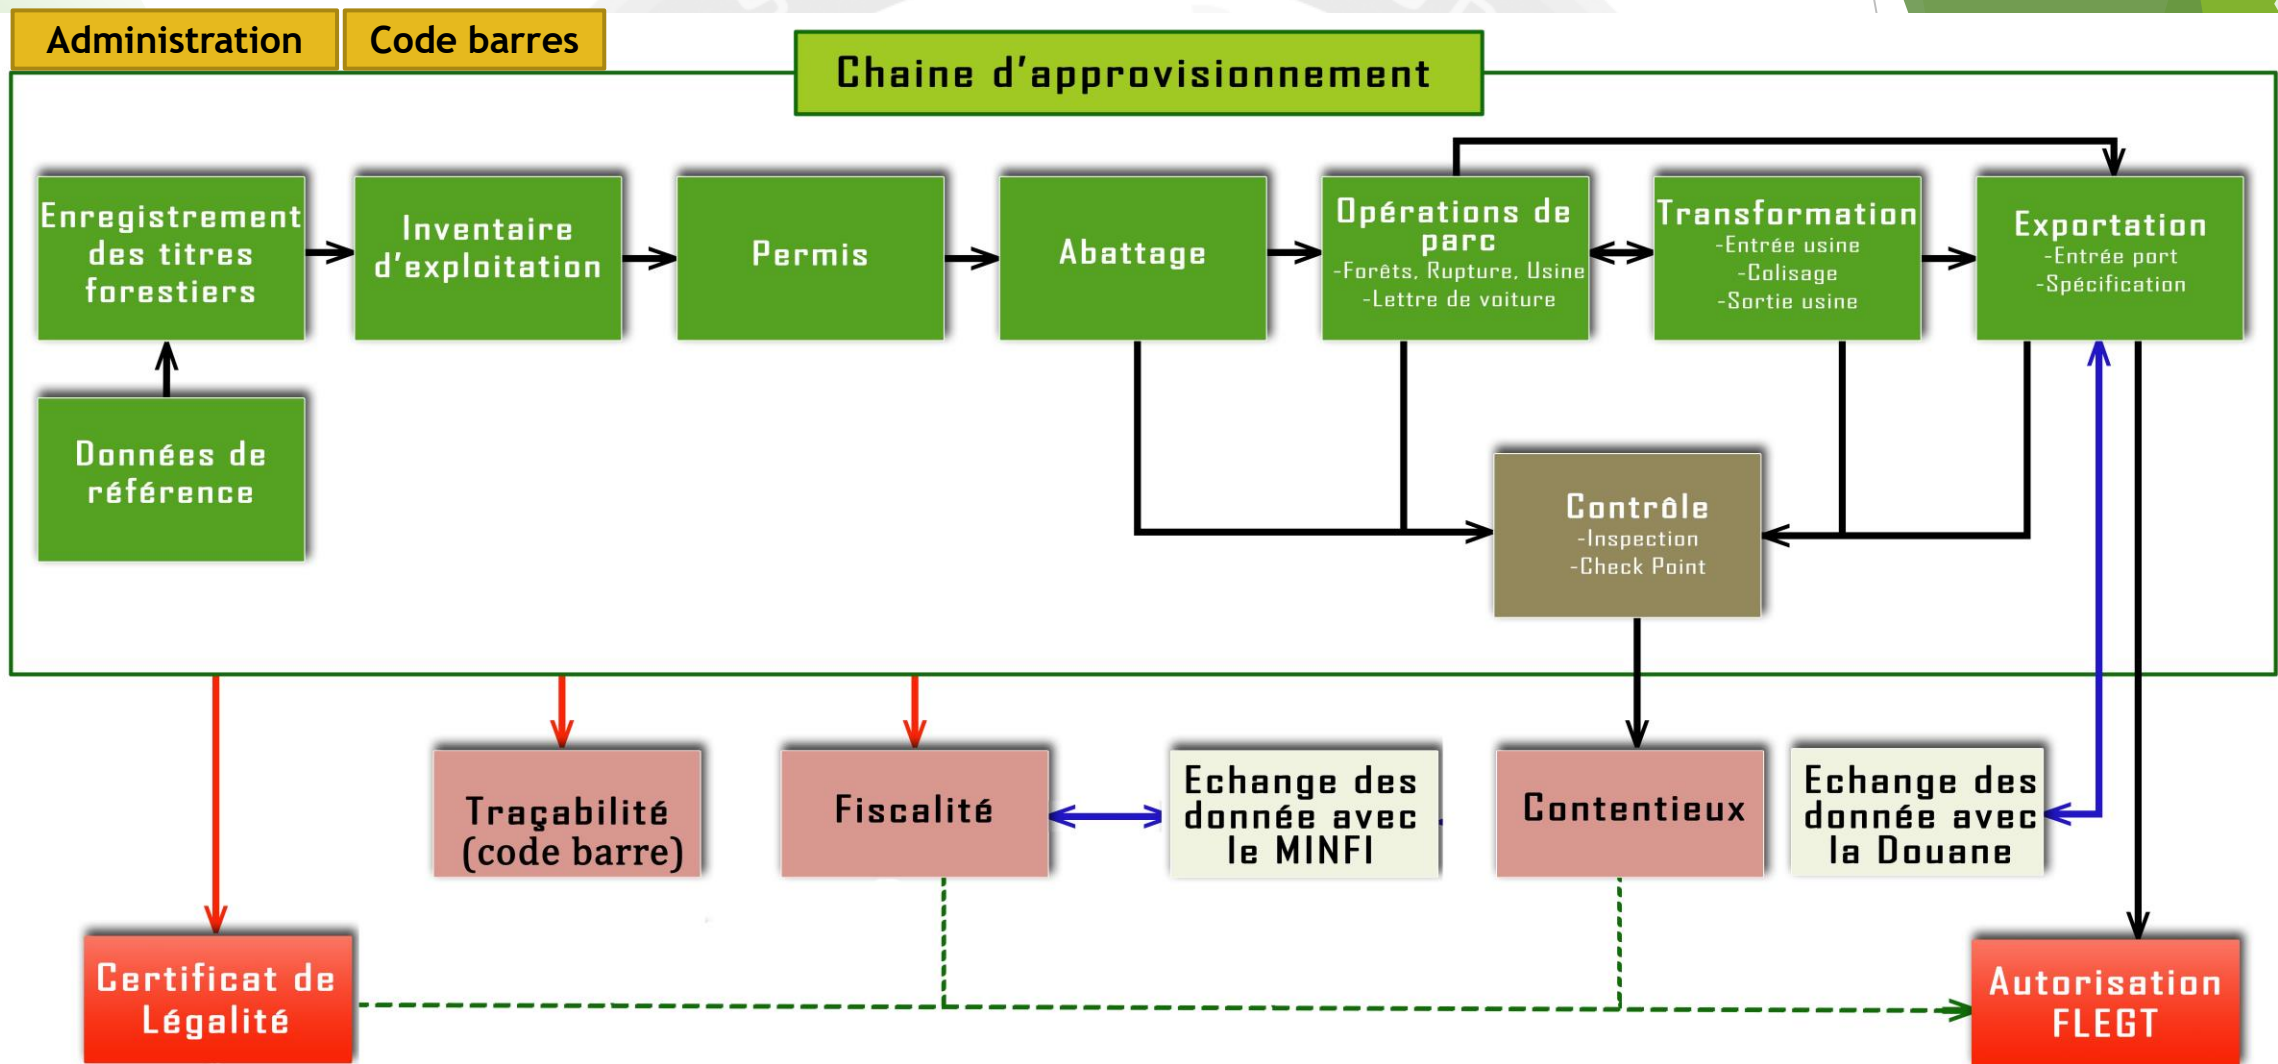 Administration
Code barres
Chaine d'approvisionnement
Enregistrement
des titres
forestiers
Inventaire
d'exploitation
Permis
Abattage
Opérations de
parc
-Forêts, Rupture, Usine
-Lettre de voiture
Transformation
-Entrée usine
-Colisage
-Sortie usine
Exportation
-Entrée port
-Spécification
Données de
référence
Contrôle
-Inspection
-Check Point
Traçabilité
(code barre)
Fiscalité
Echange des
donnée avec
le MINFI
Contentieux
Echange des
donnée avec
la Douane
Certificat de
Légalité
Autorisation
FLEGT